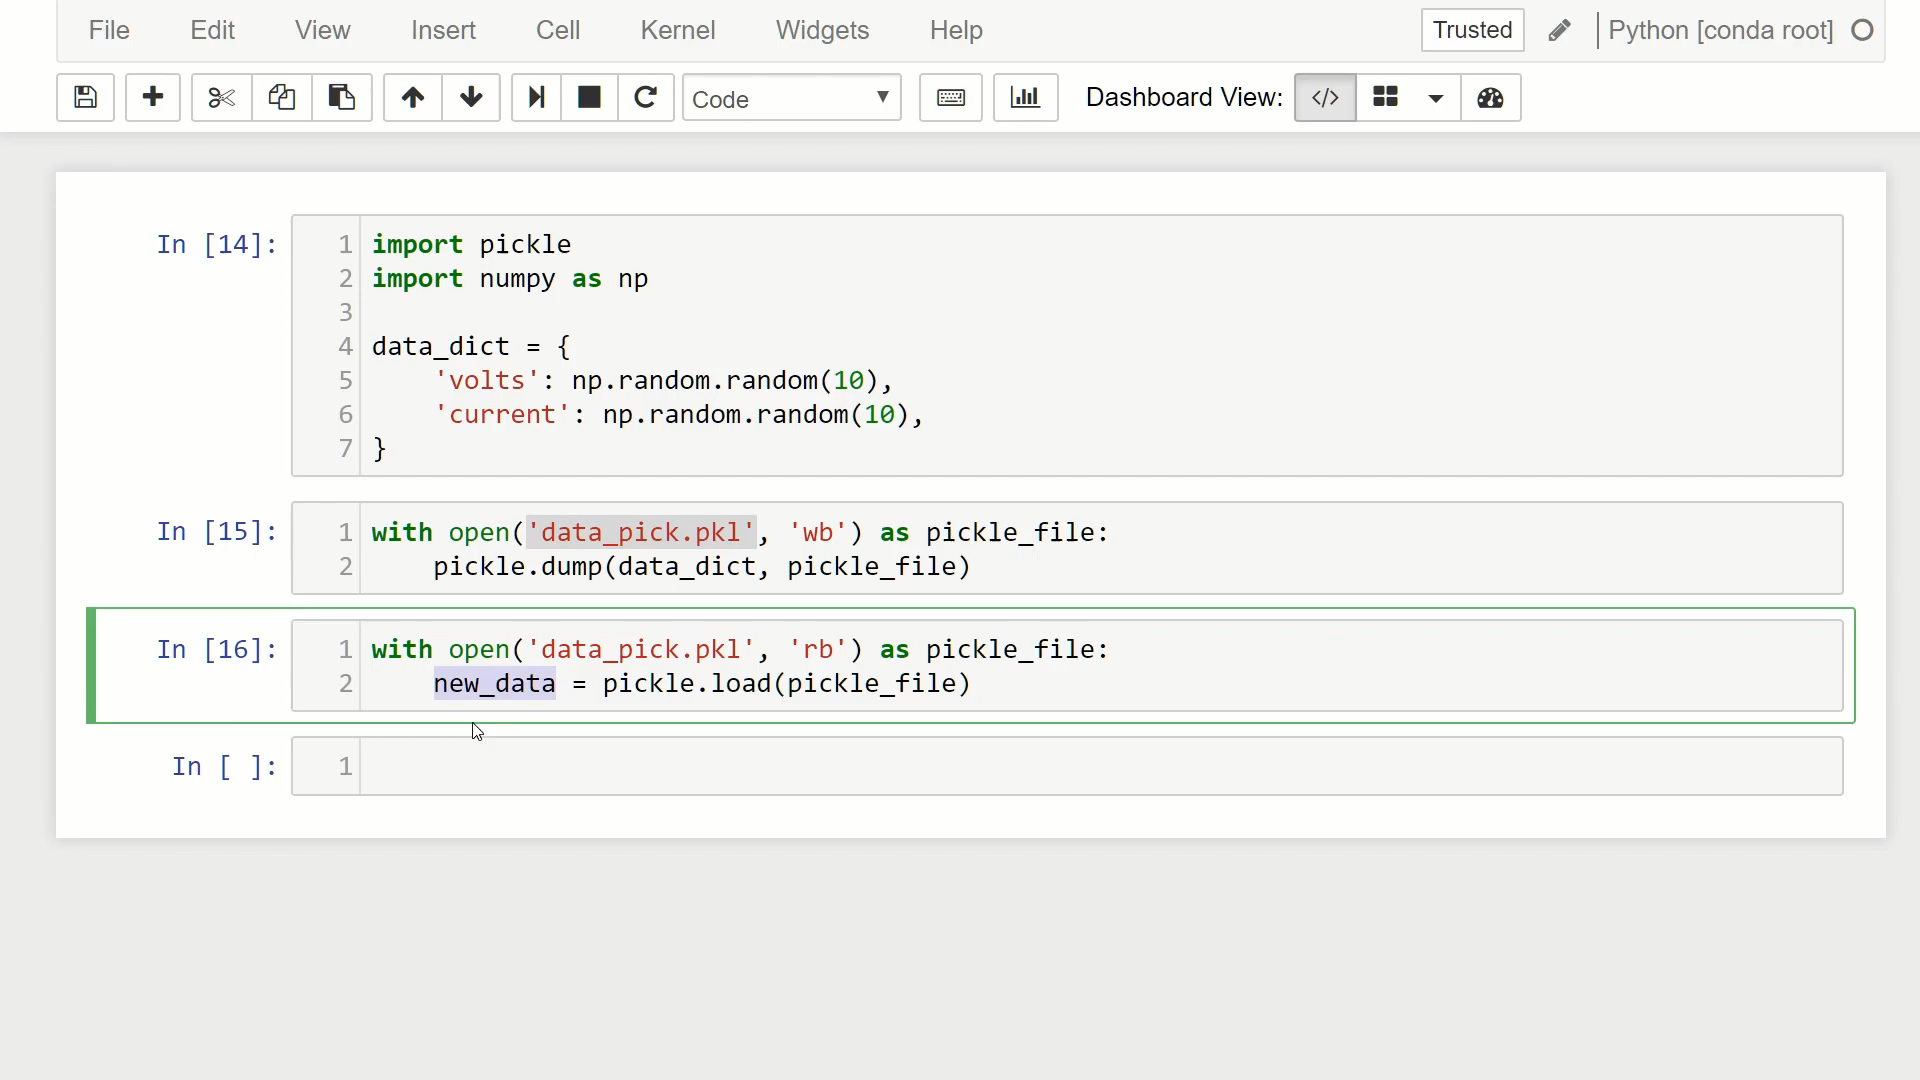 File Edit View Insert Cell Kernel Widgets Help Trusted Python [conda root]
Code Dashboard View: </>
In [14]:
1 import pickle
2 import numpy as np
3
4 data_dict = {
5     'volts': np.random.random(10),
6     'current': np.random.random(10),
7 }
In [15]:
1 with open('data_pick.pkl', 'wb') as pickle_file:
2     pickle.dump(data_dict, pickle_file)
In [16]:
1 with open('data_pick.pkl', 'rb') as pickle_file:
2     new_data = pickle.load(pickle_file)
In [ ]:
1